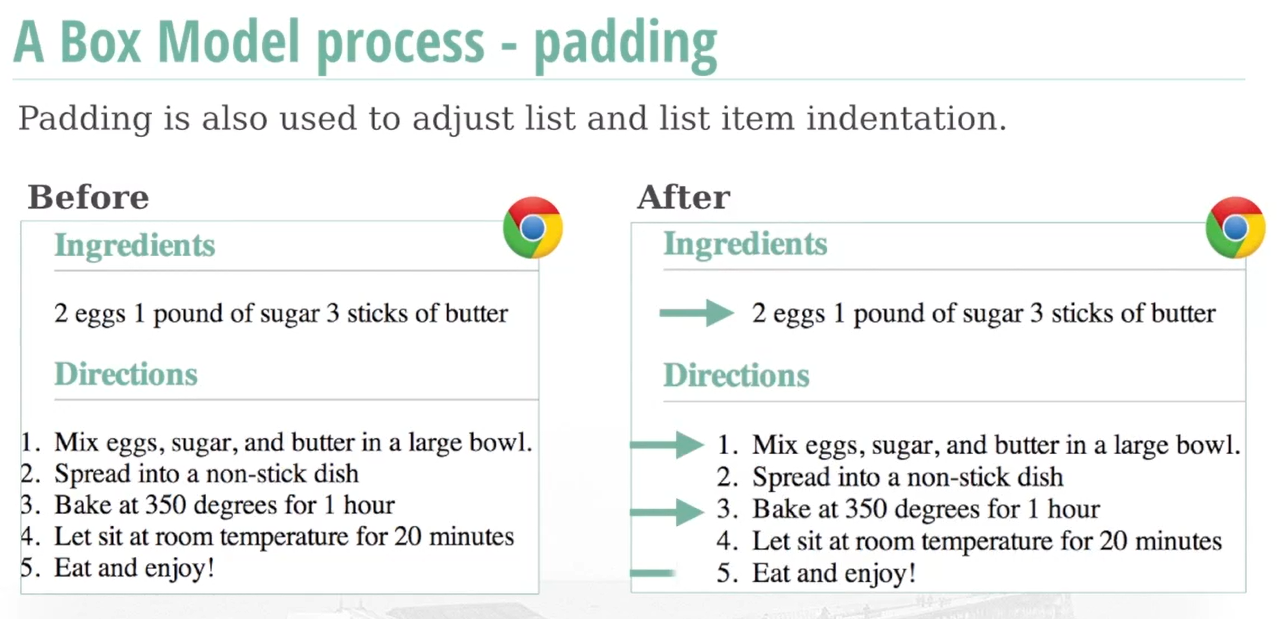 A Box Model process - padding
Padding is also used to adjust list and list item indentation.
Before
Ingredients
2 eggs 1 pound of sugar 3 sticks of butter
Directions
1. Mix eggs, sugar, and butter in a large bowl.
2. Spread into a non-stick dish
3. Bake at 350 degrees for 1 hour
4. Let sit at room temperature for 20 minutes
5. Eat and enjoy!
After
Ingredients
2 eggs 1 pound of sugar 3 sticks of butter
Directions
1. Mix eggs, sugar, and butter in a large bowl.
2. Spread into a non-stick dish
3. Bake at 350 degrees for 1 hour
4. Let sit at room temperature for 20 minutes
5. Eat and enjoy!